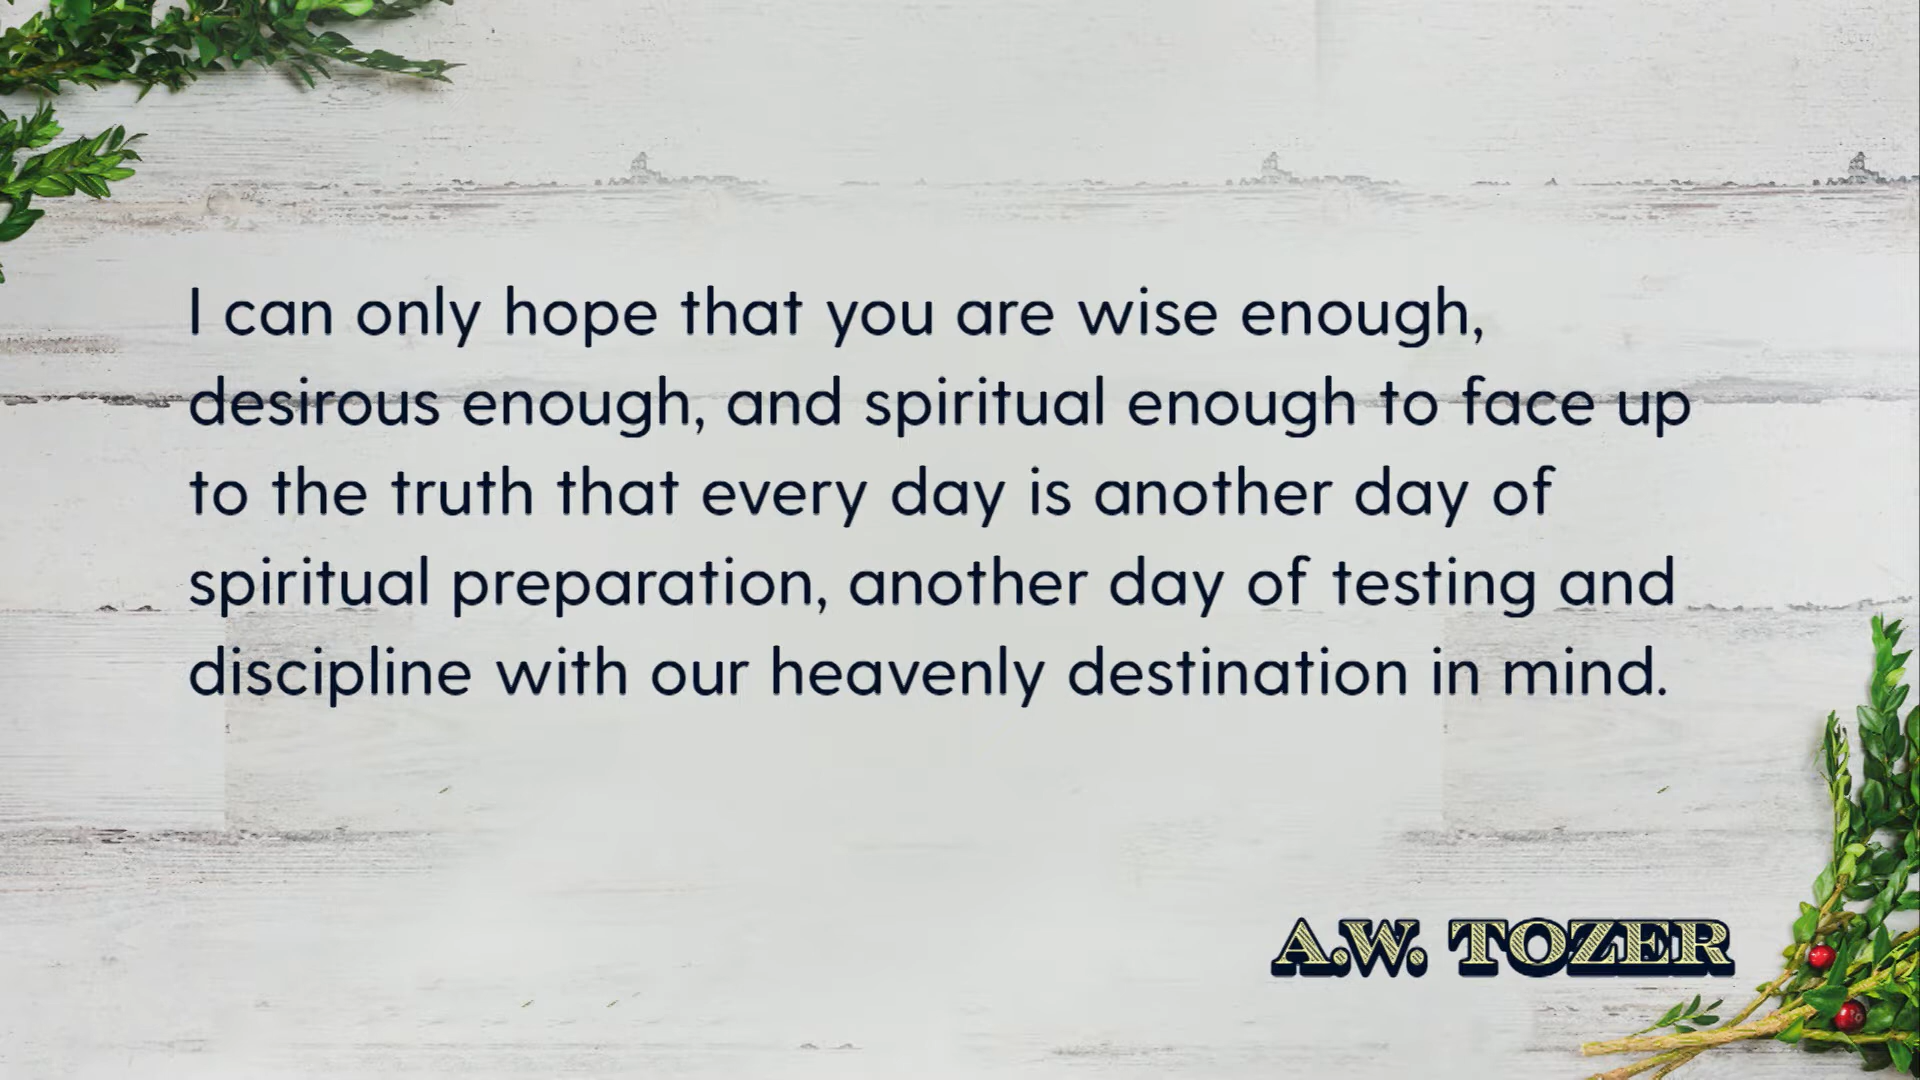 I can only hope that you are wise enough,
desirous enough, and spiritual enough to face up
to the truth that every day is another day of
spiritual preparation, another day of testing and
discipline with our heavenly destination in mind.
A.W. TOZER